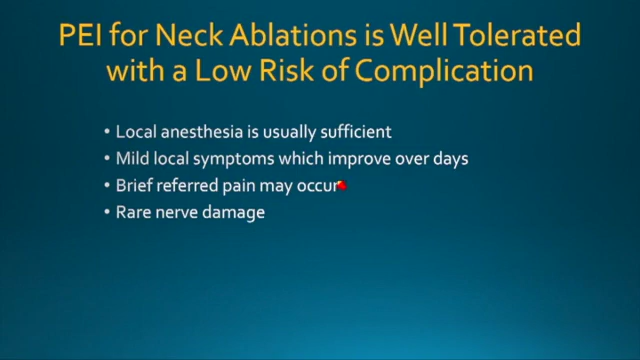 PEI for Neck Ablations is Well Tolerated
with a Low Risk of Complication
• Local anesthesia is usually sufficient
• Mild local symptoms which improve over days
• Brief referred pain may occur
• Rare nerve damage